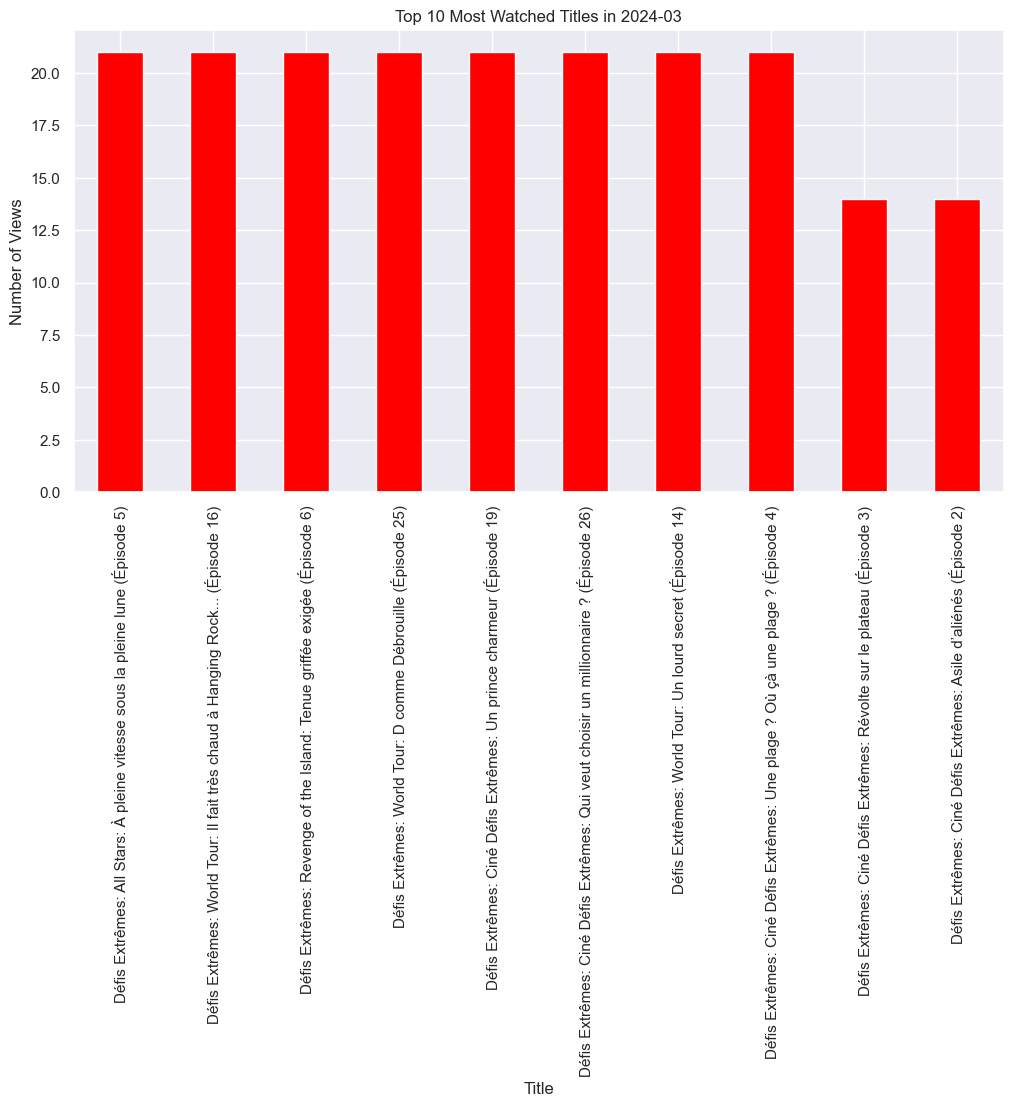 Top 10 Most Watched Titles in 2024-03
Number of Views
20.0
17.5
15.0
12.5
10.0
7.5
5.0
2.5
0.0
Défis Extrêmes: All Stars: À pleine vitesse sous la pleine lune (Épisode 5)
Défis Extrêmes: World Tour: Il fait très chaud à Hanging Rock... (Épisode 16)
Défis Extrêmes: Revenge of the Island: Tenue griffée exigée (Épisode 6)
Défis Extrêmes: World Tour: D comme Débrouille (Épisode 25)
Défis Extrêmes: Ciné Défis Extrêmes: Un prince charmeur (Épisode 19)
Défis Extrêmes: Ciné Défis Extrêmes: Qui veut choisir un millionnaire ? (Épisode 26)
Défis Extrêmes: World Tour: Un lourd secret (Épisode 14)
Défis Extrêmes: Ciné Défis Extrêmes: Une plage ? Où çà une plage ? (Épisode 4)
Défis Extrêmes: Ciné Défis Extrêmes: Révolte sur le plateau (Épisode 3)
Défis Extrêmes: Ciné Défis Extrêmes: Asile d'aliénés (Épisode 2)
Title